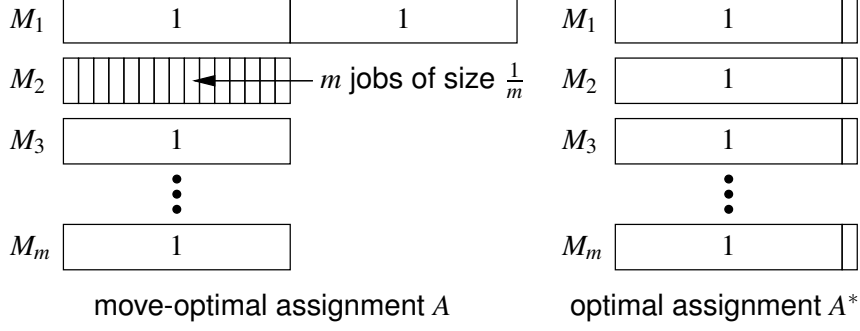 M₁ 1 1 M₁ 1
M₂ m jobs of size 1/m M₂ 1
M₃ 1 M₃ 1
Mₘ 1 Mₘ 1
move-optimal assignment A optimal assignment A*